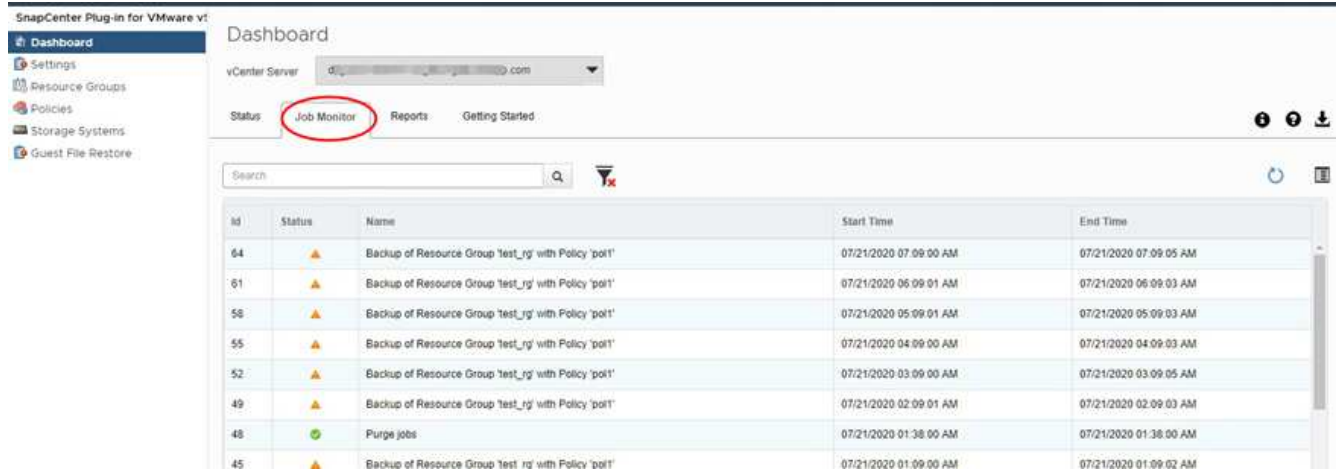 SnapCenter Plug-in for VMware vS
Dashboard
Settings
Resource Groups
Policies
Storage Systems
Guest File Restore
Dashboard
vCenter Server .com
Status Job Monitor Reports Getting Started
Search
Id Status Name Start Time End Time
64 Backup of Resource Group 'test_rg' with Policy 'pol1' 07/21/2020 07:09:00 AM 07/21/2020 07:09:05 AM
61 Backup of Resource Group 'test_rg' with Policy 'pol1' 07/21/2020 06:09:01 AM 07/21/2020 06:09:03 AM
58 Backup of Resource Group 'test_rg' with Policy 'pol1' 07/21/2020 05:09:01 AM 07/21/2020 05:09:03 AM
55 Backup of Resource Group 'test_rg' with Policy 'pol1' 07/21/2020 04:09:00 AM 07/21/2020 04:09:03 AM
52 Backup of Resource Group 'test_rg' with Policy 'pol1' 07/21/2020 03:09:00 AM 07/21/2020 03:09:05 AM
49 Backup of Resource Group 'test_rg' with Policy 'pol1' 07/21/2020 02:09:01 AM 07/21/2020 02:09:03 AM
48 Purge jobs 07/21/2020 01:38:00 AM 07/21/2020 01:38:00 AM
45 Backup of Resource Group 'test_rg' with Policy 'pol1' 07/21/2020 01:09:00 AM 07/21/2020 01:09:02 AM